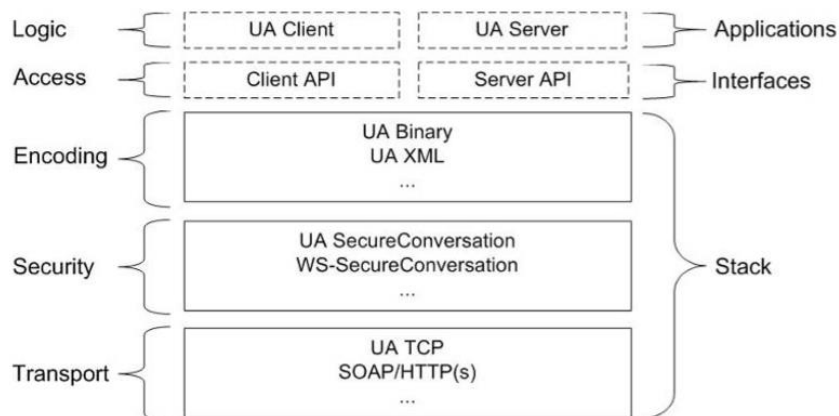 Logic UA Client UA Server Applications
Access Client API Server API Interfaces
Encoding
UA Binary
UA XML
...
Security
UA SecureConversation
WS-SecureConversation
...
Stack
Transport
UA TCP
SOAP/HTTP(s)
...